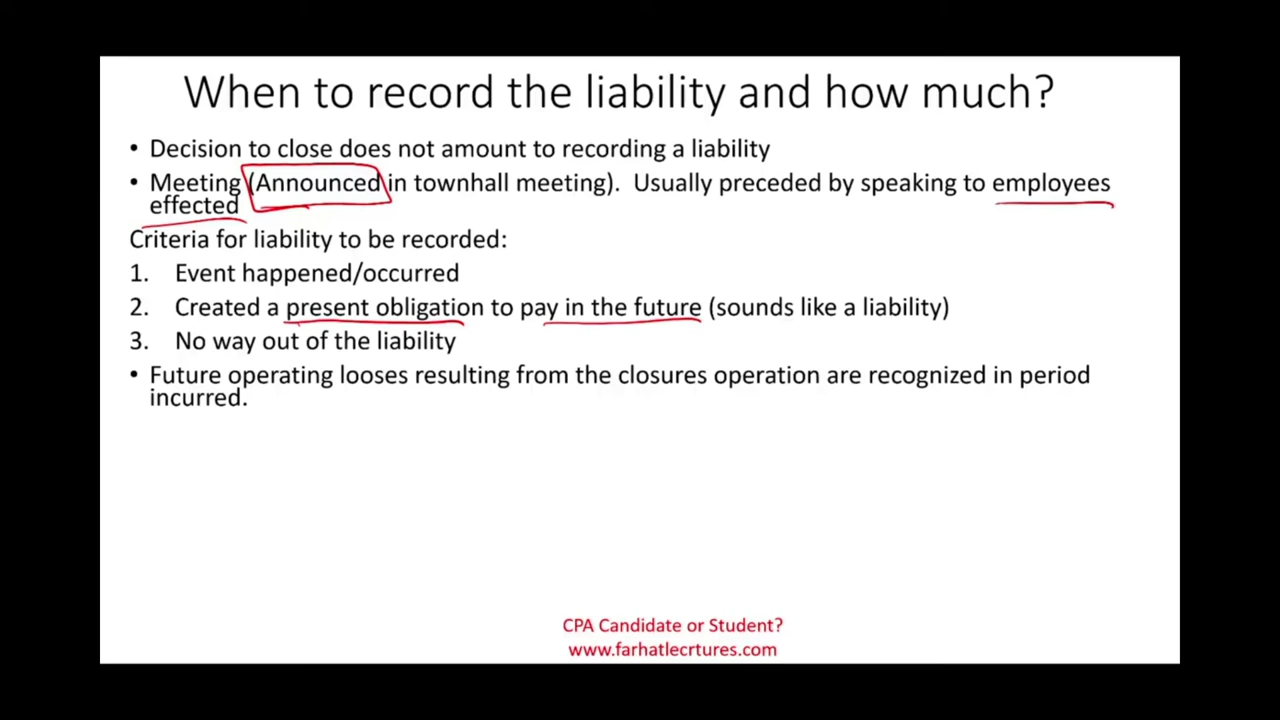 When to record the liability and how much?
• Decision to close does not amount to recording a liability
• Meeting (Announced in townhall meeting). Usually preceded by speaking to employees
effected
Criteria for liability to be recorded:
1. Event happened/occurred
2. Created a present obligation to pay in the future (sounds like a liability)
3. No way out of the liability
• Future operating looses resulting from the closures operation are recognized in period
incurred.
CPA Candidate or Student?
www.farhatlecrtures.com